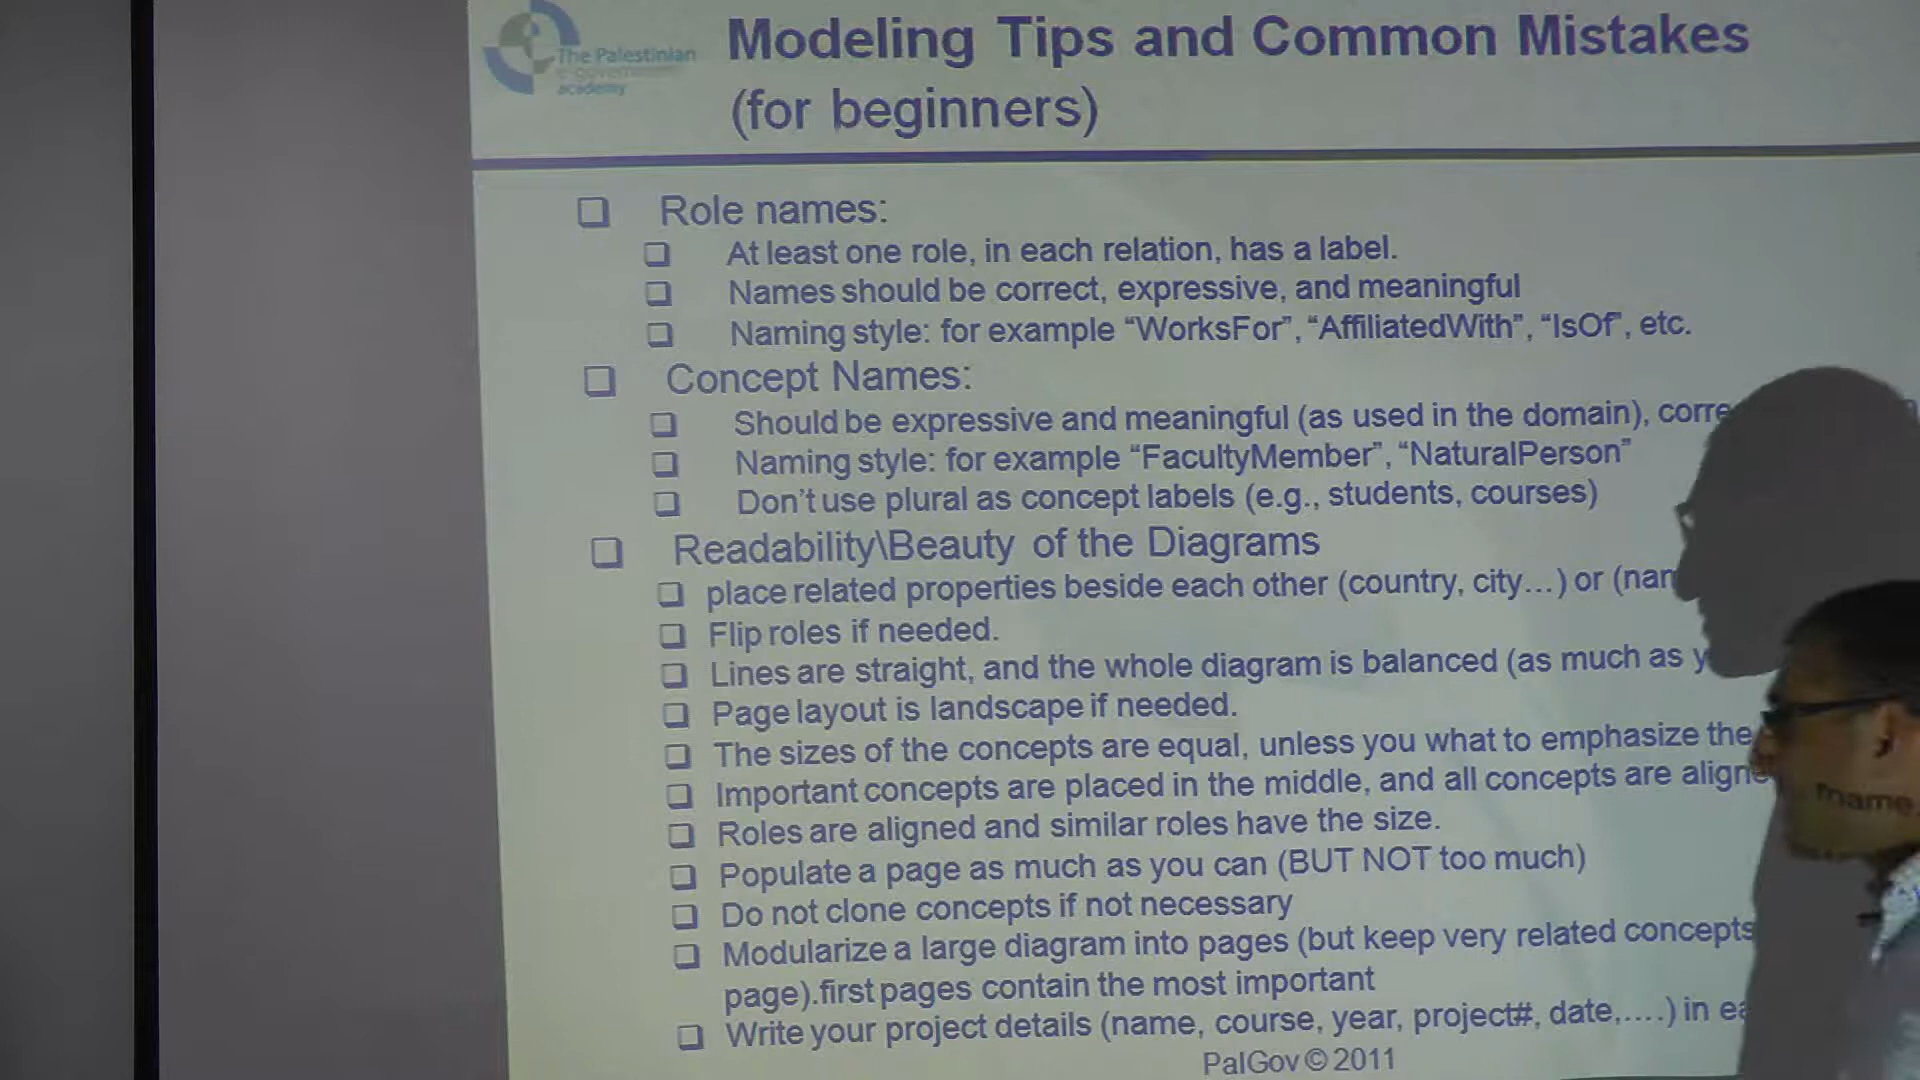 The Palestinian
e-government
academy
Modeling Tips and Common Mistakes
(for beginners)
❑ Role names:
❑ At least one role, in each relation, has a label.
❑ Names should be correct, expressive, and meaningful
❑ Naming style: for example “WorksFor”, “AffiliatedWith”, “IsOf”, etc.
❑ Concept Names:
❑ Should be expressive and meaningful (as used in the domain),
❑ Naming style: for example “FacultyMember”, “NaturalPerson”
❑ Don’t use plural as concept labels (e.g., students, courses)
❑ Readability\Beauty of the Diagrams
❑ place related properties beside each other (country, city…) or
❑ Flip roles if needed.
❑ Lines are straight, and the whole diagram is balanced (as much as
❑ Page layout is landscape if needed.
❑ The sizes of the concepts are equal, unless you what to emphasize the
❑ Important concepts are placed in the middle, and all concepts are
❑ Roles are aligned and similar roles have the size.
❑ Populate a page as much as you can (BUT NOT too much)
❑ Do not clone concepts if not necessary
❑ Modularize a large diagram into pages (but keep very related concepts
page).first pages contain the most important
❑ Write your project details (name, course, year, project#, date,….) in
PalGov © 2011